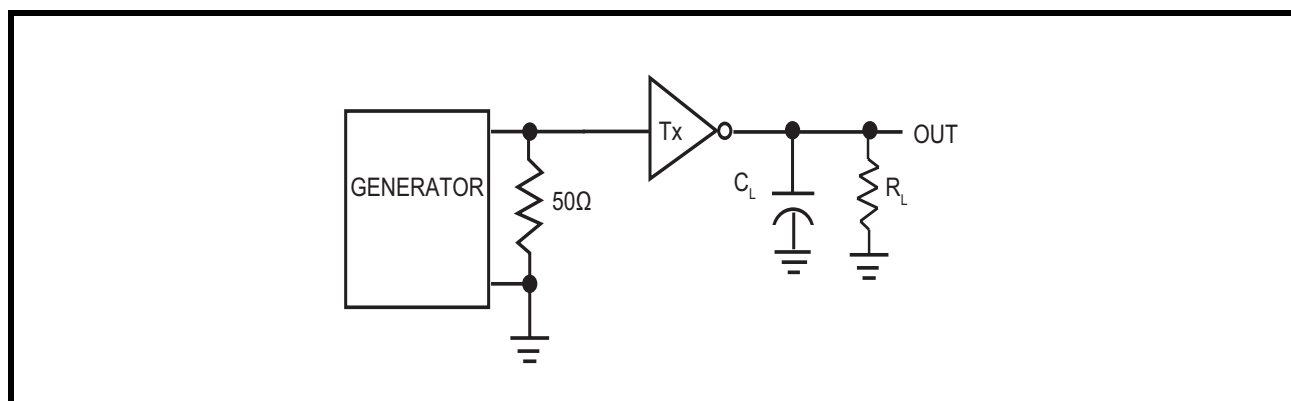 GENERATOR
50Ω
Tx
C_L
R_L
OUT